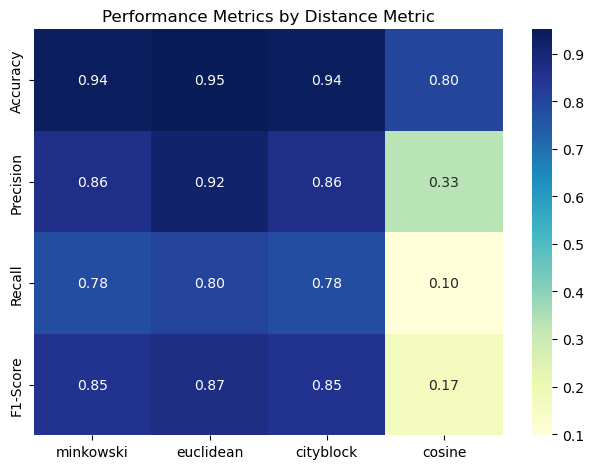 Performance Metrics by Distance Metric
Accuracy 0.94 0.95 0.94 0.80
Precision 0.86 0.92 0.86 0.33
Recall 0.78 0.80 0.78 0.10
F1-Score 0.85 0.87 0.85 0.17
minkowski euclidean cityblock cosine
0.9
0.8
0.7
0.6
0.5
0.4
0.3
0.2
0.1